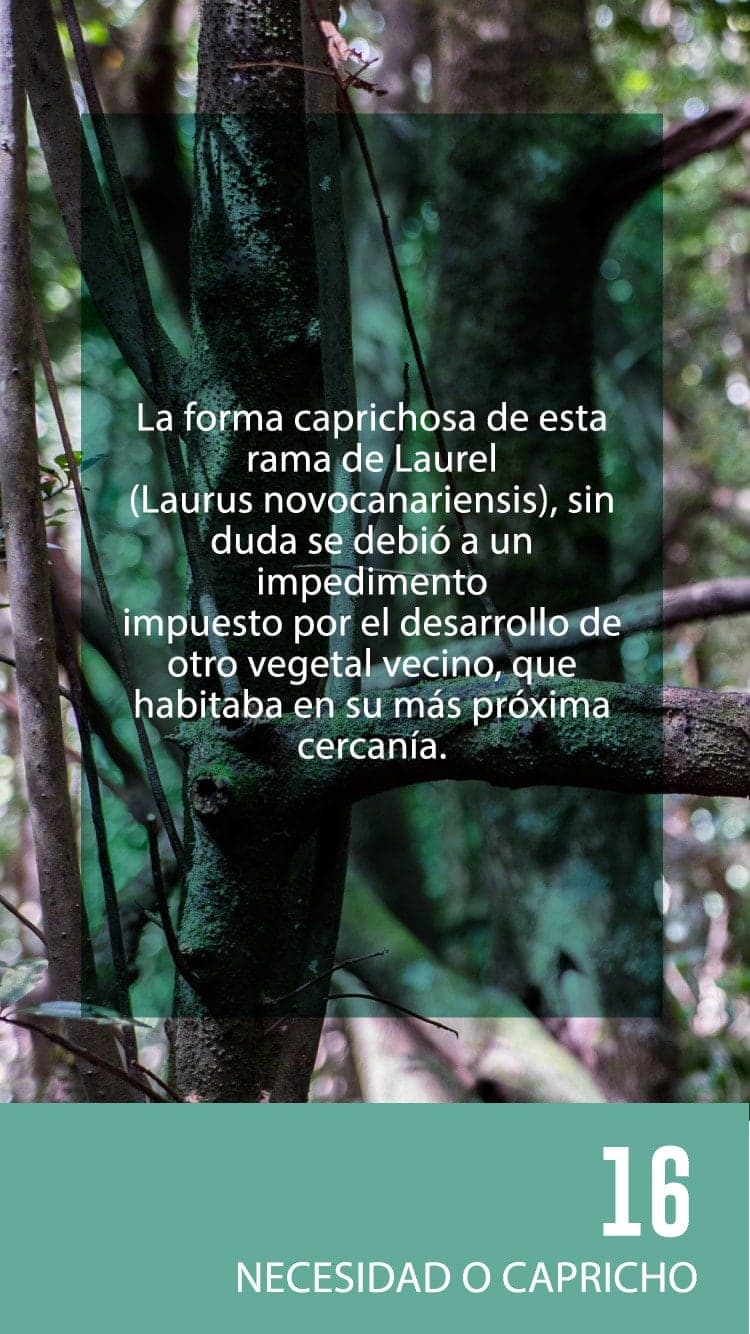 La forma caprichosa de esta
rama de Laurel
(Laurus novocanariensis), sin
duda se debió a un
impedimento
impuesto por el desarrollo de
otro vegetal vecino, que
habitaba en su más próxima
cercanía.
16
NECESIDAD O CAPRICHO